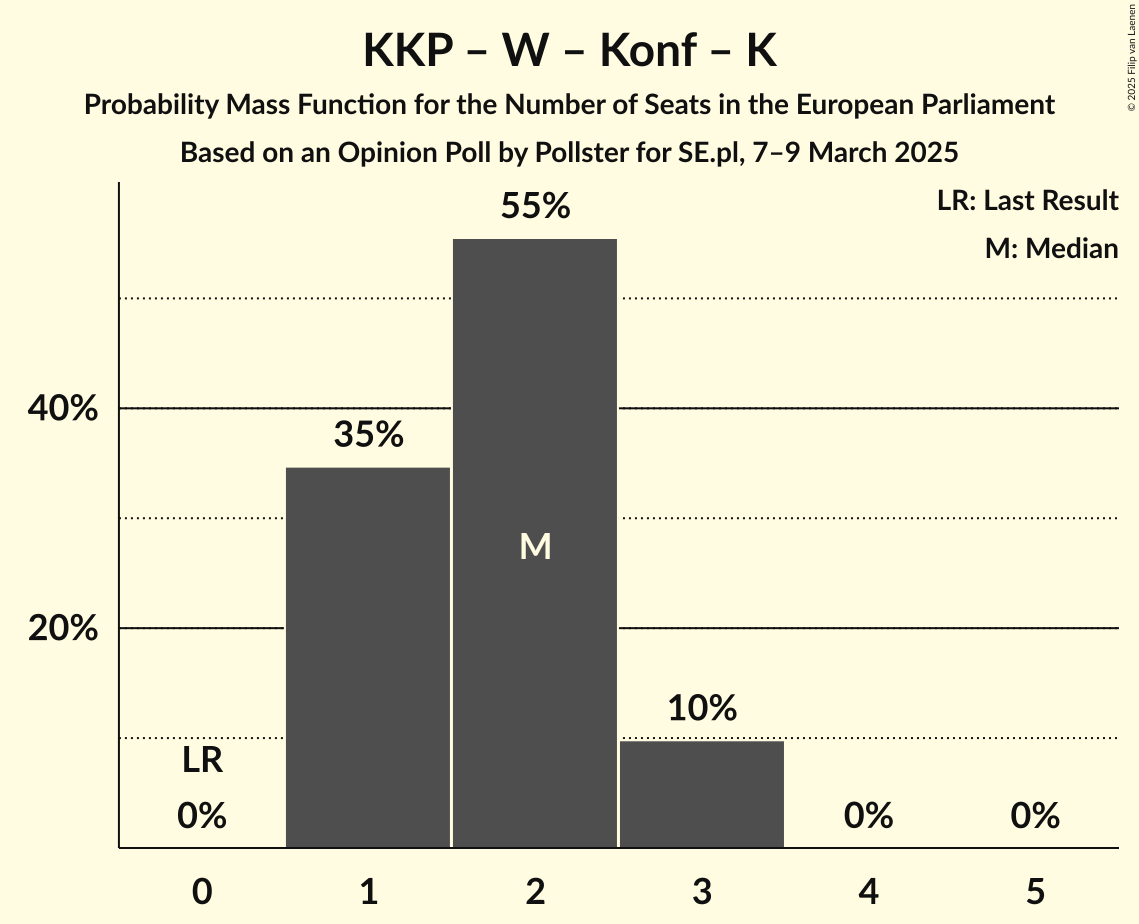 KKP – W – Konf – K
Probability Mass Function for the Number of Seats in the European Parliament
Based on an Opinion Poll by Pollster for SE.pl, 7–9 March 2025
© 2025 Filip van Laenen
LR: Last Result
M: Median
55%
40%
35%
M
20%
10%
LR
0%
0%
0%
0
1
2
3
4
5